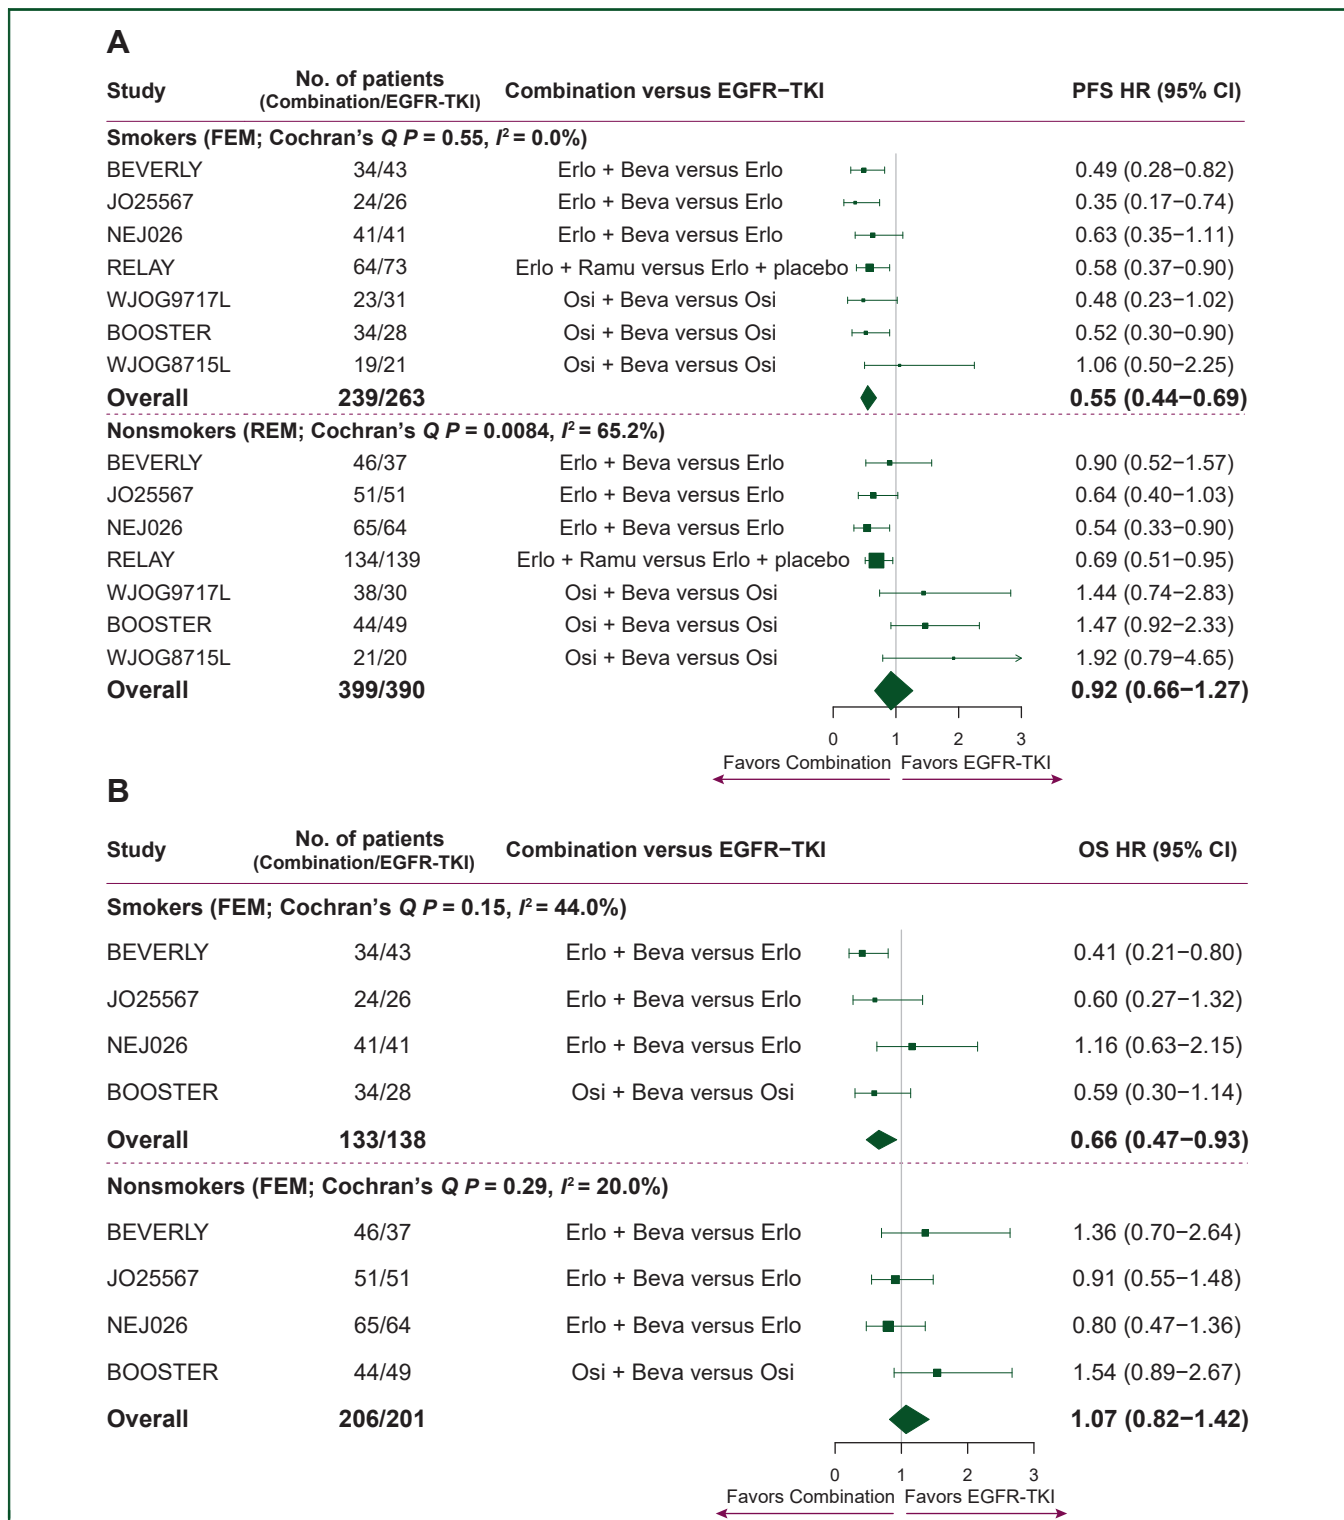 A
Study No. of patients (Combination/EGFR-TKI) Combination versus EGFR−TKI PFS HR (95% CI)
Smokers (FEM; Cochran's Q P = 0.55, I² = 0.0%)
BEVERLY 34/43 Erlo + Beva versus Erlo 0.49 (0.28−0.82)
JO25567 24/26 Erlo + Beva versus Erlo 0.35 (0.17−0.74)
NEJ026 41/41 Erlo + Beva versus Erlo 0.63 (0.35−1.11)
RELAY 64/73 Erlo + Ramu versus Erlo + placebo 0.58 (0.37−0.90)
WJOG9717L 23/31 Osi + Beva versus Osi 0.48 (0.23−1.02)
BOOSTER 34/28 Osi + Beva versus Osi 0.52 (0.30−0.90)
WJOG8715L 19/21 Osi + Beva versus Osi 1.06 (0.50−2.25)
Overall 239/263 0.55 (0.44−0.69)
Nonsmokers (REM; Cochran's Q P = 0.0084, I² = 65.2%)
BEVERLY 46/37 Erlo + Beva versus Erlo 0.90 (0.52−1.57)
JO25567 51/51 Erlo + Beva versus Erlo 0.64 (0.40−1.03)
NEJ026 65/64 Erlo + Beva versus Erlo 0.54 (0.33−0.90)
RELAY 134/139 Erlo + Ramu versus Erlo + placebo 0.69 (0.51−0.95)
WJOG9717L 38/30 Osi + Beva versus Osi 1.44 (0.74−2.83)
BOOSTER 44/49 Osi + Beva versus Osi 1.47 (0.92−2.33)
WJOG8715L 21/20 Osi + Beva versus Osi 1.92 (0.79−4.65)
Overall 399/390 0.92 (0.66−1.27)
0 1 2 3
Favors Combination Favors EGFR-TKI
B
Study No. of patients (Combination/EGFR-TKI) Combination versus EGFR−TKI OS HR (95% CI)
Smokers (FEM; Cochran's Q P = 0.15, I² = 44.0%)
BEVERLY 34/43 Erlo + Beva versus Erlo 0.41 (0.21−0.80)
JO25567 24/26 Erlo + Beva versus Erlo 0.60 (0.27−1.32)
NEJ026 41/41 Erlo + Beva versus Erlo 1.16 (0.63−2.15)
BOOSTER 34/28 Osi + Beva versus Osi 0.59 (0.30−1.14)
Overall 133/138 0.66 (0.47−0.93)
Nonsmokers (FEM; Cochran's Q P = 0.29, I² = 20.0%)
BEVERLY 46/37 Erlo + Beva versus Erlo 1.36 (0.70−2.64)
JO25567 51/51 Erlo + Beva versus Erlo 0.91 (0.55−1.48)
NEJ026 65/64 Erlo + Beva versus Erlo 0.80 (0.47−1.36)
BOOSTER 44/49 Osi + Beva versus Osi 1.54 (0.89−2.67)
Overall 206/201 1.07 (0.82−1.42)
0 1 2 3
Favors Combination Favors EGFR-TKI